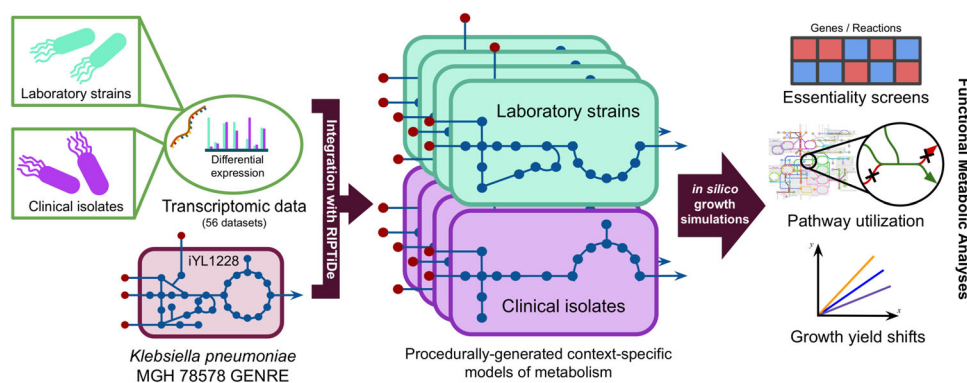 Laboratory strains
Clinical isolates
Differential
expression
Transcriptomic data
(56 datasets)
iYL1228
Klebsiella pneumoniae
MGH 78578 GENRE
Integration with RIPTiDe
Laboratory strains
Clinical isolates
Procedurally-generated context-specific
models of metabolism
in silico
growth
simulations
Genes / Reactions
Essentiality screens
Pathway utilization
y
x
Growth yield shifts
Functional Metabolic Analyses